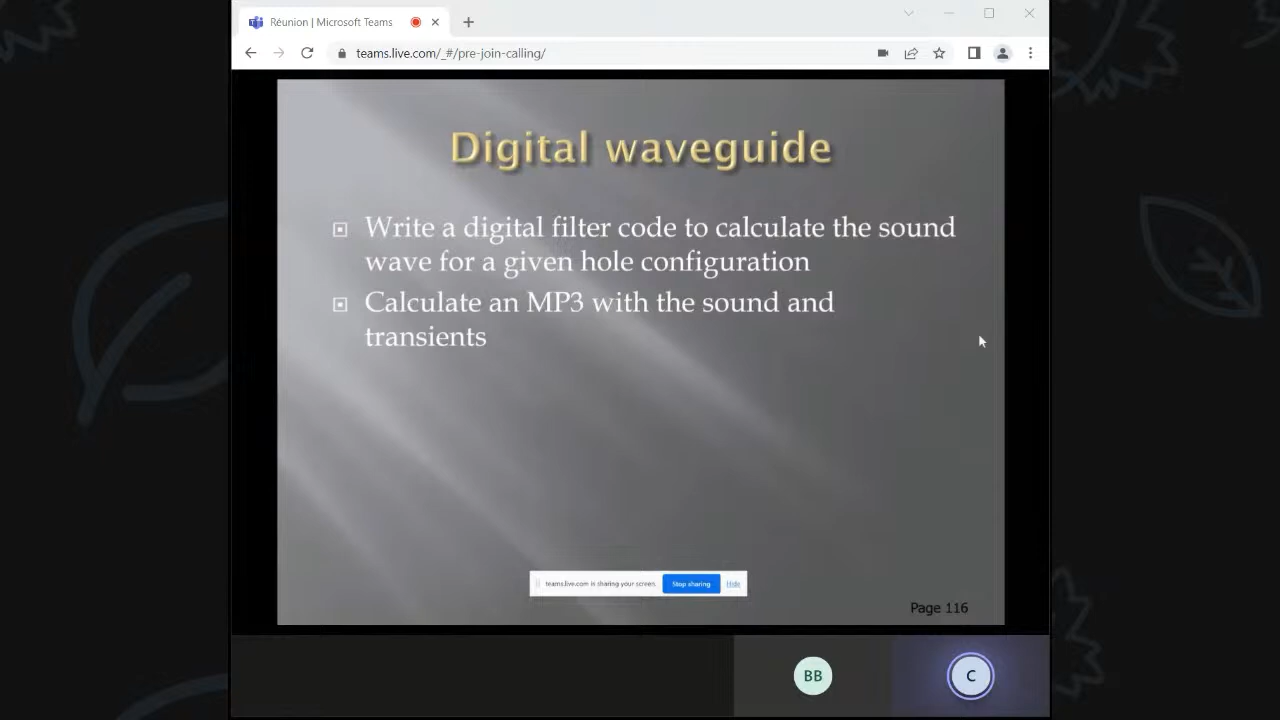 Réunion | Microsoft Teams
teams.live.com/_#/pre-join-calling/
Digital waveguide
Write a digital filter code to calculate the sound
wave for a given hole configuration
Calculate an MP3 with the sound and
transients
teams.live.com is sharing your screen.
Stop sharing
Hide
Page 116
BB
C